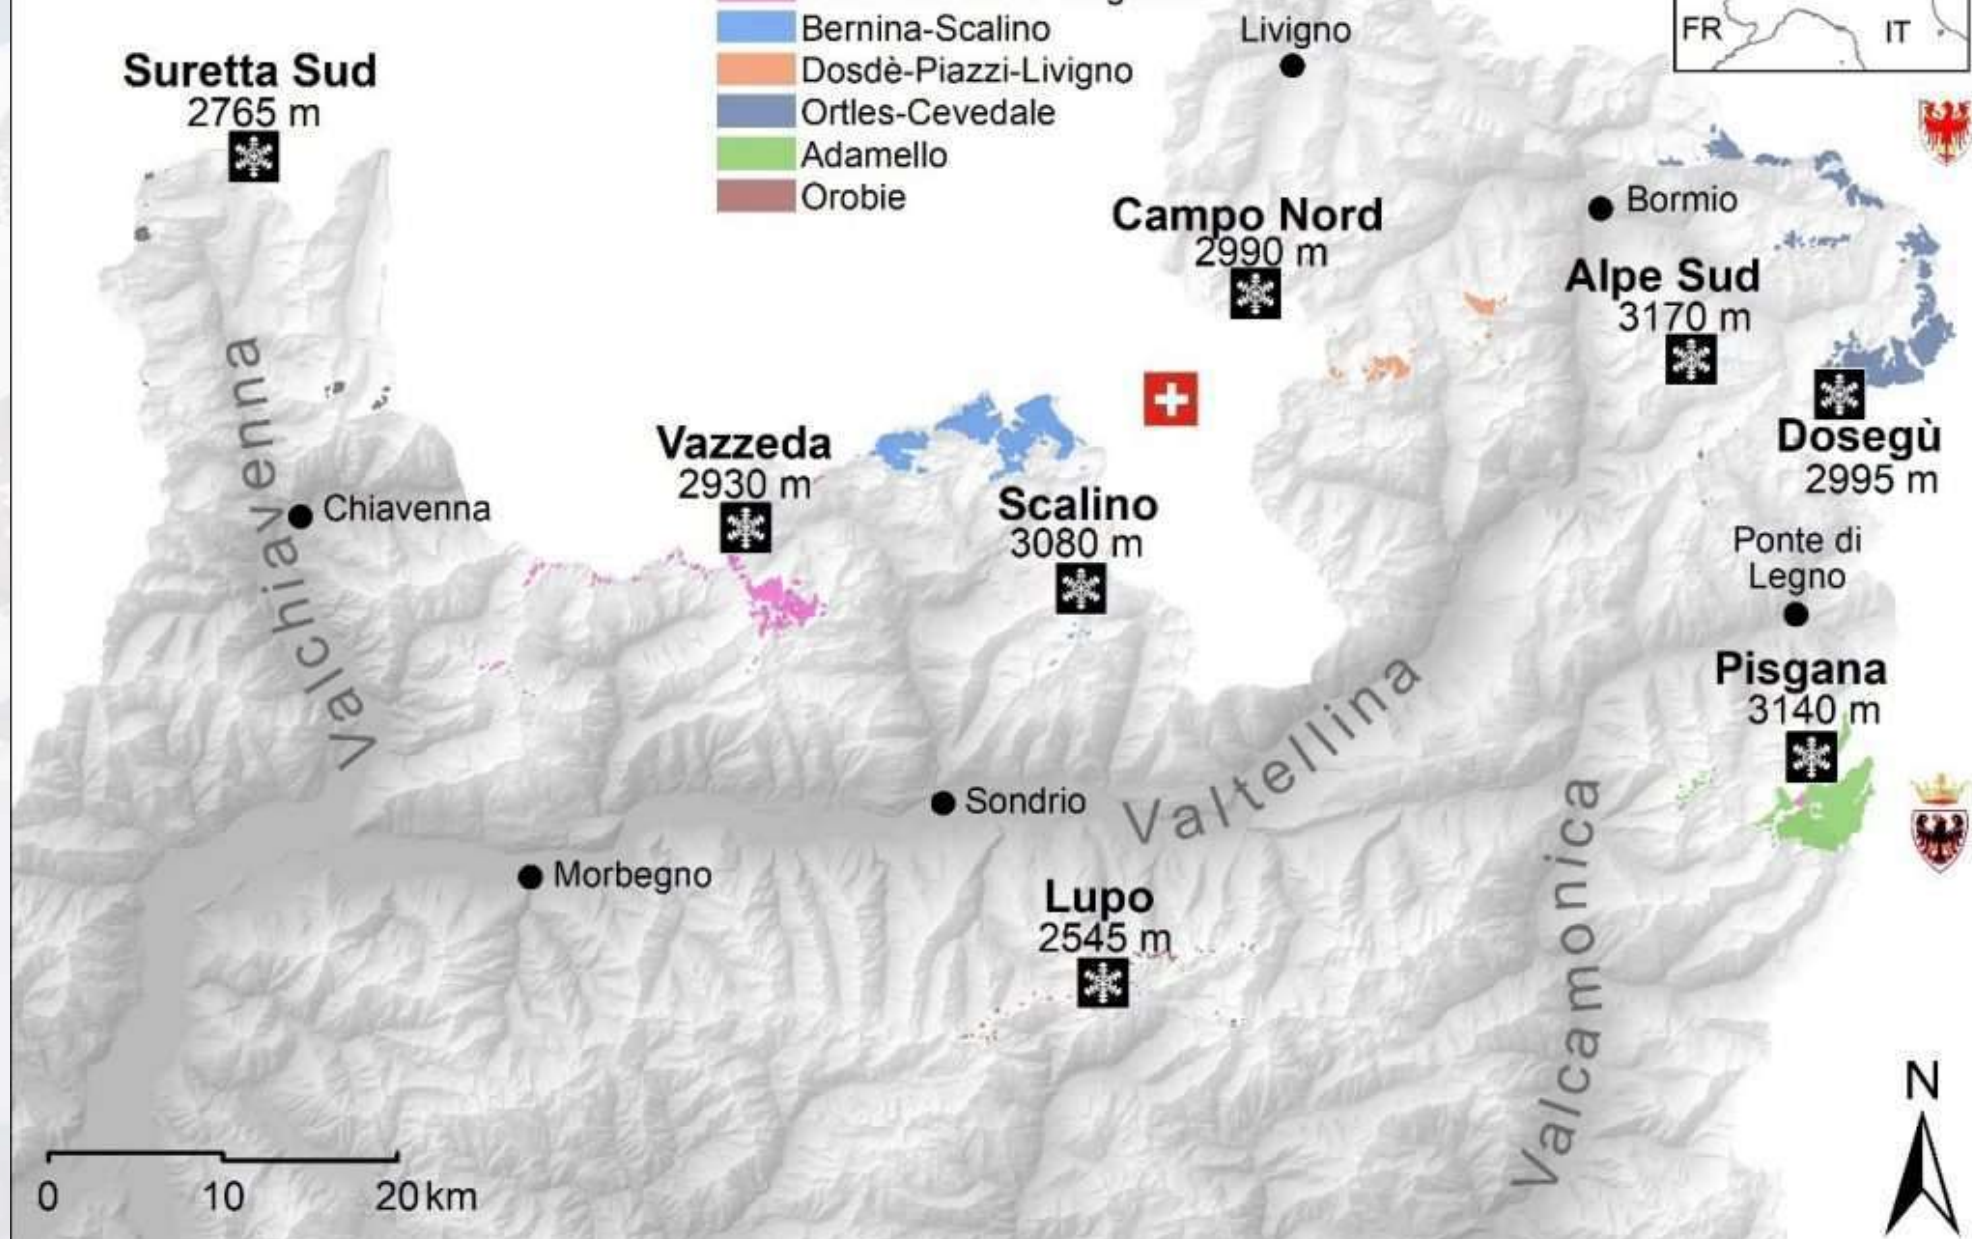 Bernina-Scalino
Dosdè-Piazzi-Livigno
Ortles-Cevedale
Adamello
Orobie
FR
IT
Livigno
Suretta Sud
2765 m
Bormio
Campo Nord
2990 m
Alpe Sud
3170 m
Valchiavenna
Vazzeda
2930 m
Dosegù
2995 m
Chiavenna
Scalino
3080 m
Ponte di
Legno
Pisgana
3140 m
Valtellina
Sondrio
Morbegno
Valcamonica
Lupo
2545 m
N
0 10 20 km